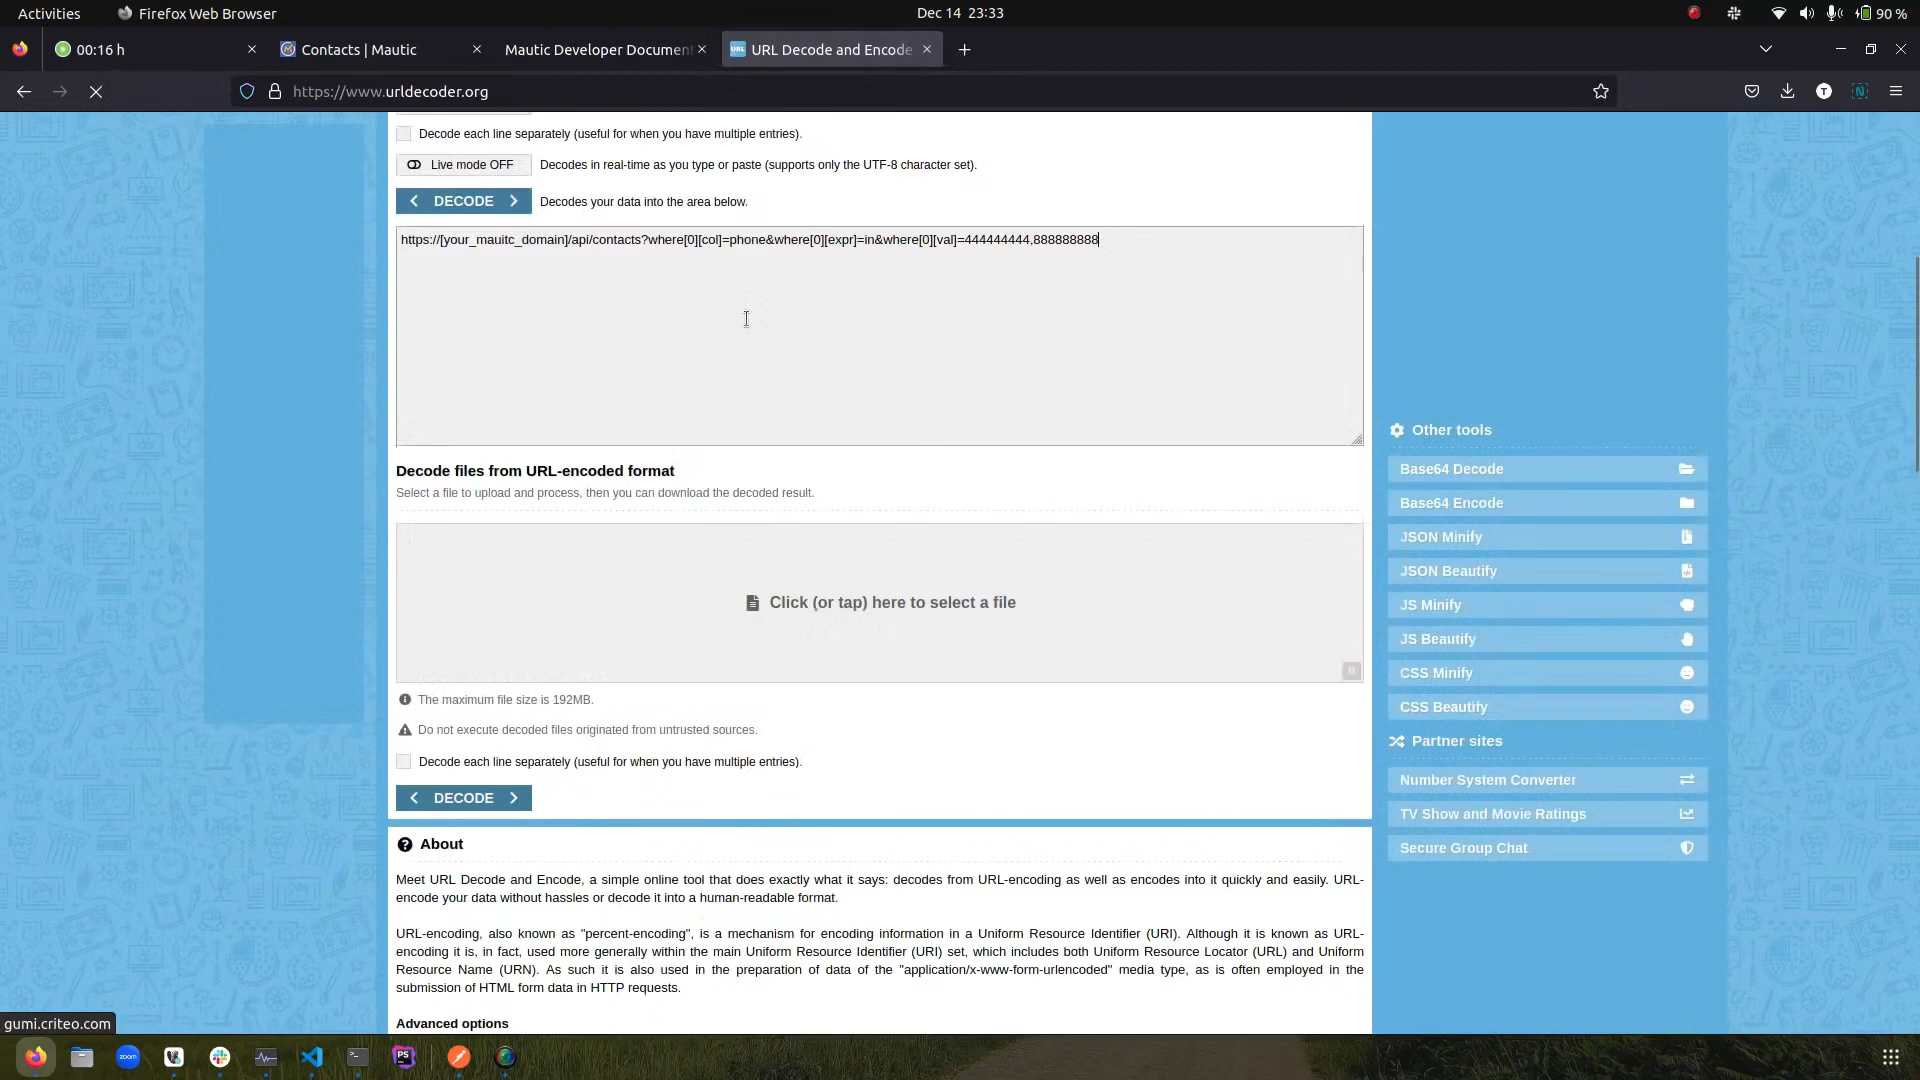 Activities
Firefox Web Browser
Dec 14 23:33
90 %
00:16 h
Contacts | Mautic
Mautic Developer Document
URL
URL Decode and Encode
https://www.urldecoder.org
Decode each line separately (useful for when you have multiple entries).
Live mode OFF
Decodes in real-time as you type or paste (supports only the UTF-8 character set).
DECODE
Decodes your data into the area below.
https://[your_mauitc_domain]/api/contacts?where[0][col]=phone&where[0][expr]=in&where[0][val]=444444444,888888888
Decode files from URL-encoded format
Select a file to upload and process, then you can download the decoded result.
Click (or tap) here to select a file
The maximum file size is 192MB.
Do not execute decoded files originated from untrusted sources.
Decode each line separately (useful for when you have multiple entries).
DECODE
About
Meet URL Decode and Encode, a simple online tool that does exactly what it says: decodes from URL-encoding as well as encodes into it quickly and easily. URL-
encode your data without hassles or decode it into a human-readable format.
URL-encoding, also known as "percent-encoding", is a mechanism for encoding information in a Uniform Resource Identifier (URI). Although it is known as URL-
encoding it is, in fact, used more generally within the main Uniform Resource Identifier (URI) set, which includes both Uniform Resource Locator (URL) and Uniform
Resource Name (URN). As such it is also used in the preparation of data of the "application/x-www-form-urlencoded" media type, as is often employed in the
submission of HTML form data in HTTP requests.
Advanced options
Other tools
Base64 Decode
Base64 Encode
JSON Minify
JSON Beautify
JS Minify
JS Beautify
CSS Minify
CSS Beautify
Partner sites
Number System Converter
TV Show and Movie Ratings
Secure Group Chat
gumi.criteo.com
zoom
PS